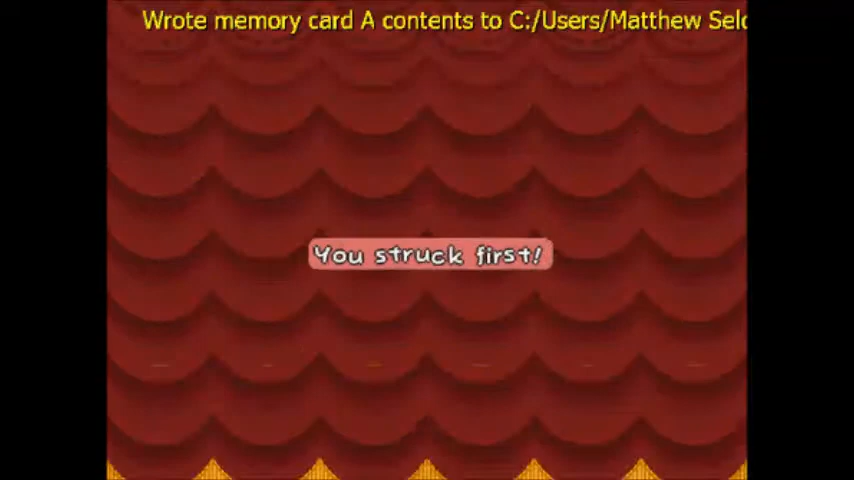 Wrote memory card A contents to C:/Users/Matthew
You struck first!